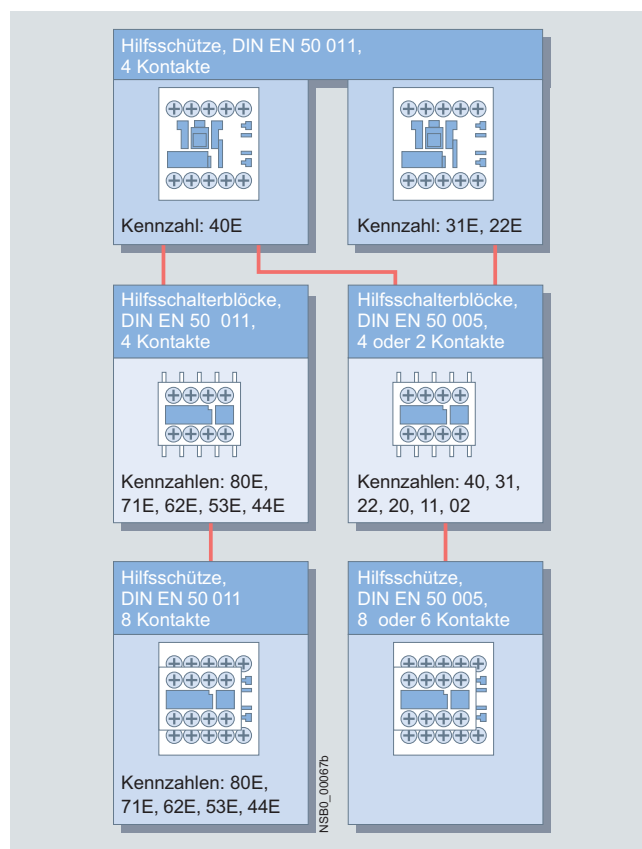 Hilfsschütze, DIN EN 50 011,
4 Kontakte
Kennzahl: 40E
Kennzahl: 31E, 22E
Hilfsschalterblöcke,
DIN EN 50 011,
4 Kontakte
Kennzahlen: 80E,
71E, 62E, 53E, 44E
Hilfsschalterblöcke,
DIN EN 50 005,
4 oder 2 Kontakte
Kennzahlen: 40, 31,
22, 20, 11, 02
Hilfsschütze,
DIN EN 50 011
8 Kontakte
Kennzahlen: 80E,
71E, 62E, 53E, 44E
Hilfsschütze,
DIN EN 50 005,
8 oder 6 Kontakte
NSB0_00067b